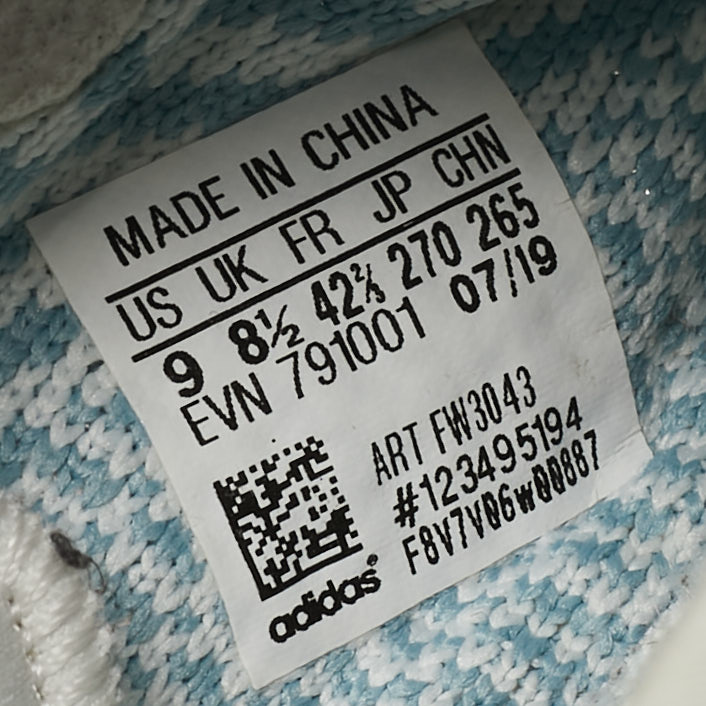 MADE IN CHINA
US UK FR JP CHN
9 8½ 42⅔ 270 265
EVN 791001 07/19
ART FW3043
#123495194
F8V7V06w00887
adidas®